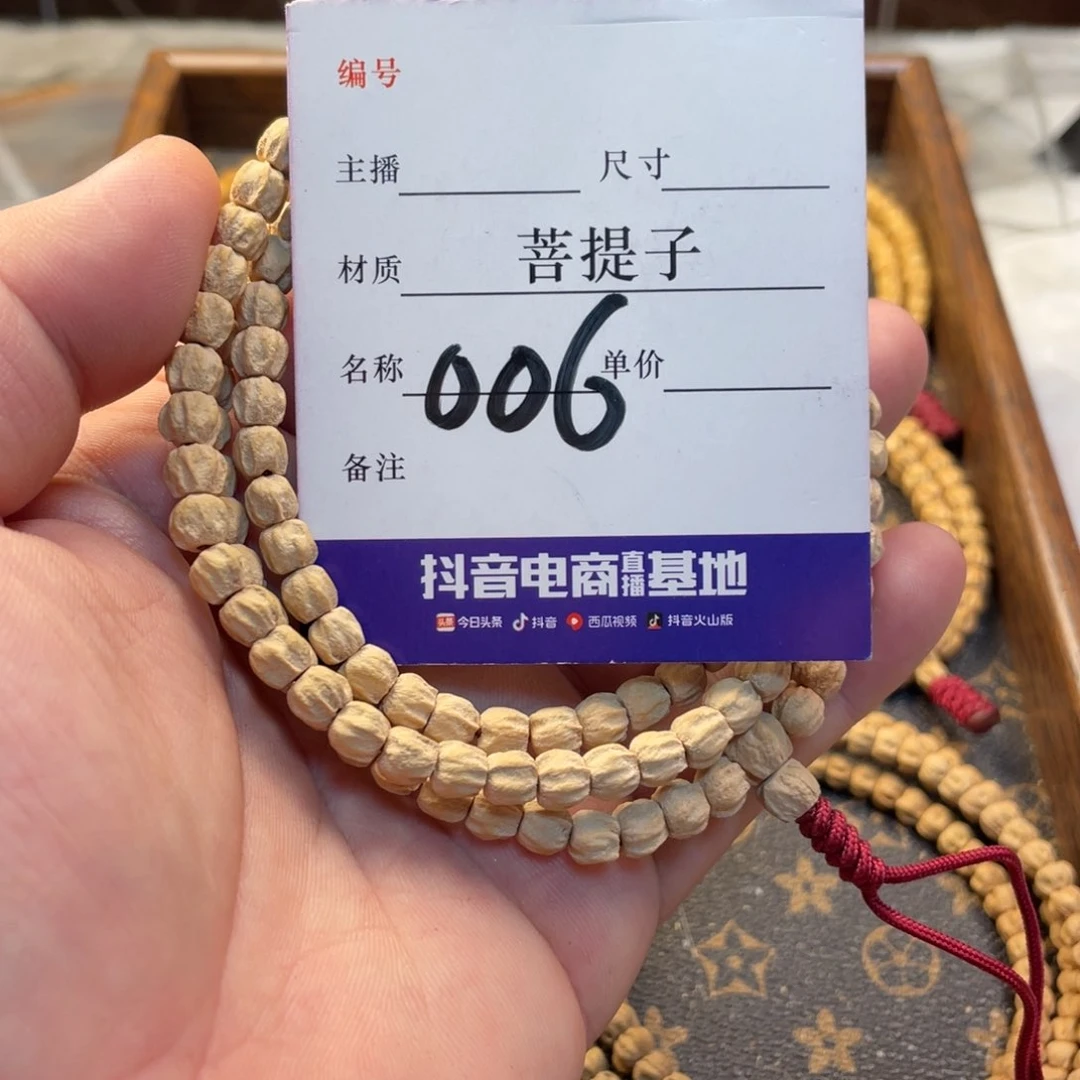 编号
主播 尺寸
材质 菩提子
名称 006 单价
备注
抖音电商直播基地
头条 今日头条 抖音 西瓜视频 抖音火山版